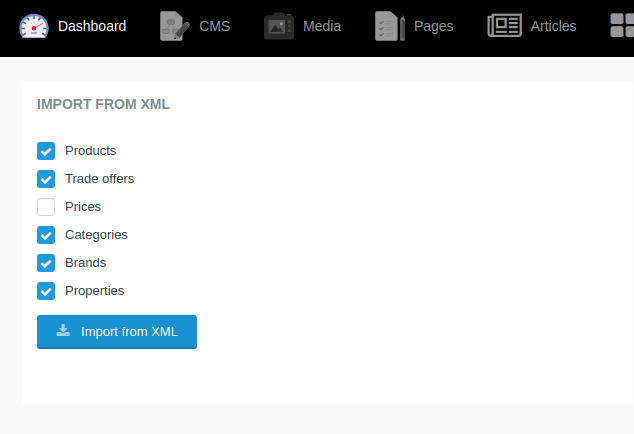 Dashboard CMS Media Pages Articles
IMPORT FROM XML
Products
Trade offers
Prices
Categories
Brands
Properties
Import from XML